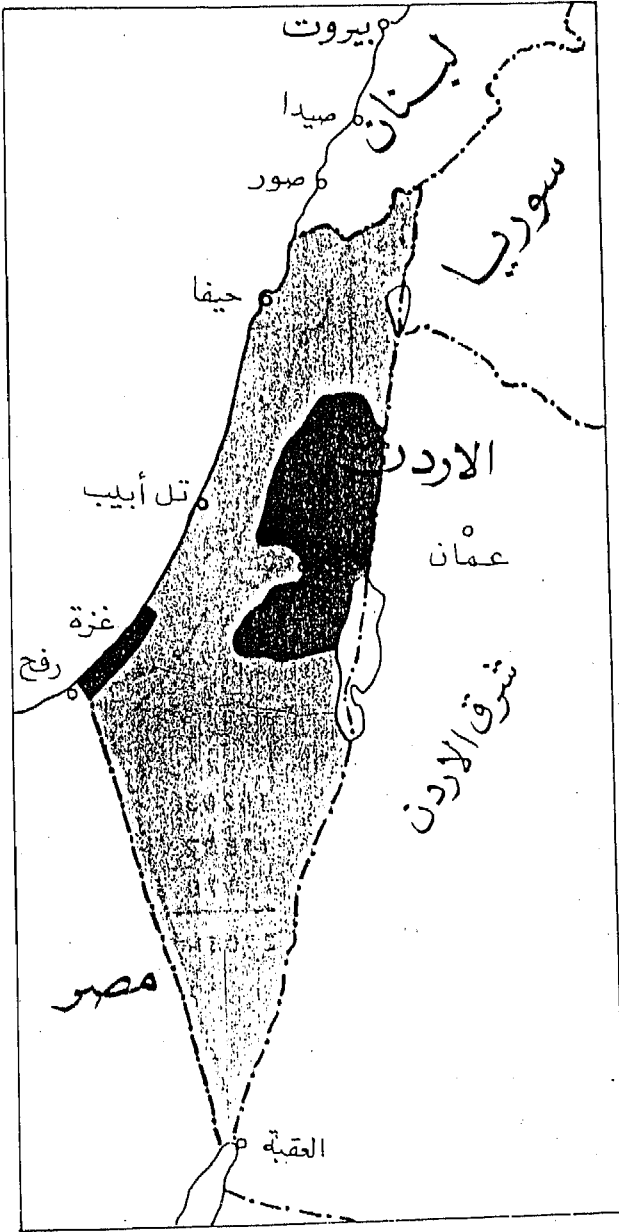 بيروت
لبنان
صيدا
صور
سوريا
حيفا
الاردن
تل أبيب
عمان
غزة
رفح
شرق الاردن
مصر
العقبة